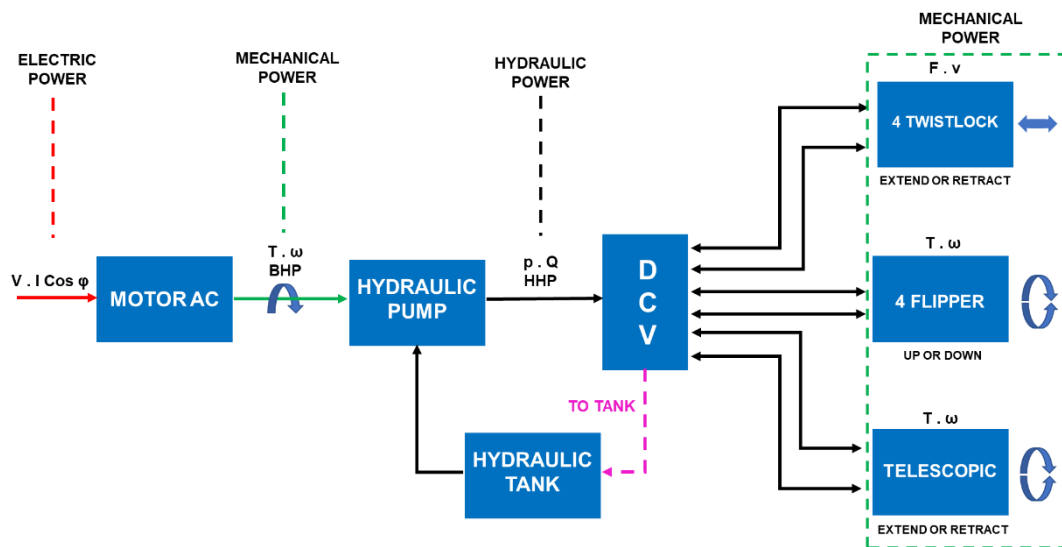 ELECTRIC
POWER
MECHANICAL
POWER
HYDRAULIC
POWER
MECHANICAL
POWER
V . I Cos φ
MOTOR AC
T . ω
BHP
HYDRAULIC
PUMP
p . Q
HHP
D
C
V
TO TANK
HYDRAULIC
TANK
F . v
4 TWISTLOCK
EXTEND OR RETRACT
T . ω
4 FLIPPER
UP OR DOWN
T . ω
TELESCOPIC
EXTEND OR RETRACT